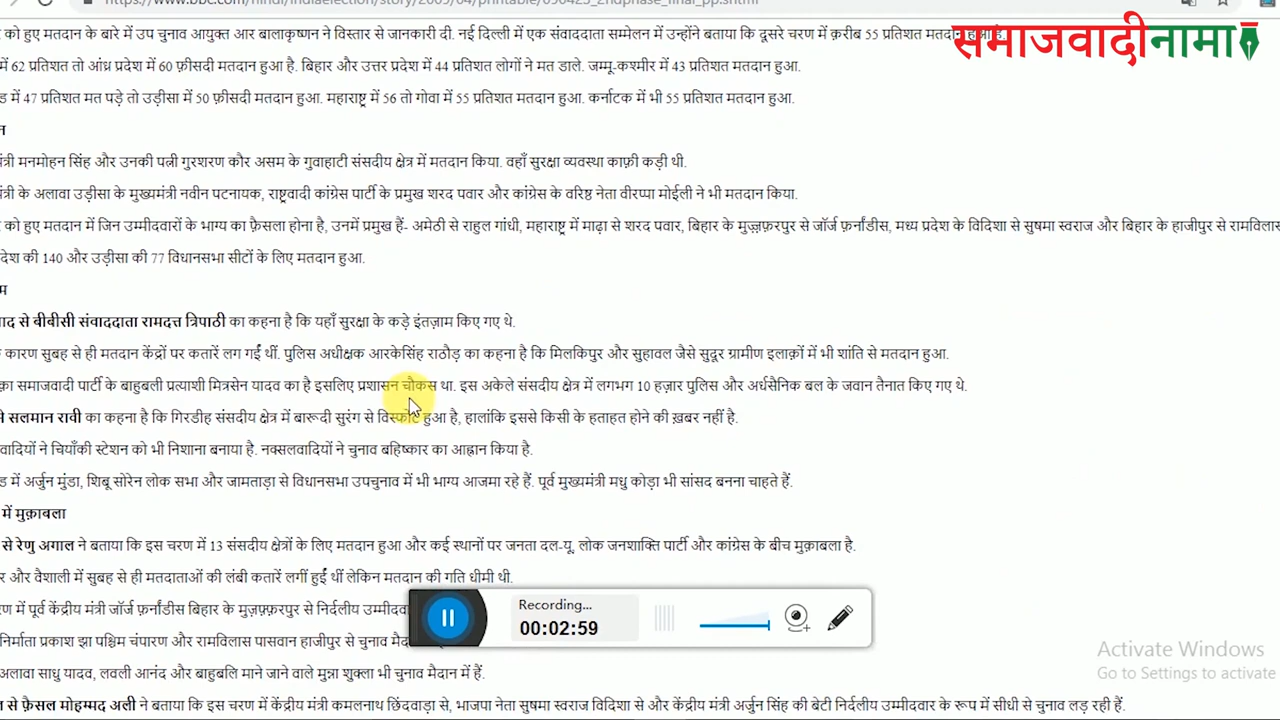 https://www.bbc.com/hindi/indiaelection/story/2009/04/printable/090423_2ndphase_final_pp.shtml
समाजवादीनामा
को हुए मतदान के बारे में उप चुनाव आयुक्त आर बालाकृष्णन ने विस्तार से जानकारी दी. नई दिल्ली में एक संवाददाता सम्मेलन में उन्होंने बताया कि दूसरे चरण में क़रीब 55 प्रतिशत मतदान हुआ है.
में 62 प्रतिशत तो आंध्र प्रदेश में 60 फ़ीसदी मतदान हुआ है. बिहार और उत्तर प्रदेश में 44 प्रतिशत लोगों ने मत डाले. जम्मू-कश्मीर में 43 प्रतिशत मतदान हुआ.
में 47 प्रतिशत मत पड़े तो उड़ीसा में 50 फ़ीसदी मतदान हुआ. महाराष्ट्र में 56 तो गोवा में 55 प्रतिशत मतदान हुआ. कर्नाटक में भी 55 प्रतिशत मतदान हुआ.
मनमोहन सिंह और उनकी पत्नी गुरशरण कौर असम के गुवाहाटी संसदीय क्षेत्र में मतदान किया. वहाँ सुरक्षा व्यवस्था काफ़ी कड़ी थी.
के अलावा उड़ीसा के मुख्यमंत्री नवीन पटनायक, राष्ट्रवादी कांग्रेस पार्टी के प्रमुख शरद पवार और कांग्रेस के वरिष्ठ नेता वीरप्पा मोईली ने भी मतदान किया.
को हुए मतदान में जिन उम्मीदवारों के भाग्य का फ़ैसला होना है, उनमें प्रमुख हैं- अमेठी से राहुल गांधी, महाराष्ट्र में माढ़ा से शरद पवार, बिहार के मुज़्ज़फ़रपुर से जॉर्ज फ़र्नांडीस, मध्य प्रदेश के विदिशा से सुषमा स्वराज और बिहार के हाजीपुर से रामविलास
की 140 और उड़ीसा की 77 विधानसभा सीटों के लिए मतदान हुआ.
से बीबीसी संवाददाता रामदत्त त्रिपाठी का कहना है कि यहाँ सुरक्षा के कड़े इंतज़ाम किए गए थे.
कारण सुबह से ही मतदान केंद्रों पर कतारें लग गईं थीं. पुलिस अधीक्षक आरकेसिंह राठौड़ का कहना है कि मिलकिपुर और सुहावल जैसे सुदूर ग्रामीण इलाक़ों में भी शांति से मतदान हुआ.
समाजवादी पार्टी के बाहुबली प्रत्याशी मित्रसेन यादव का है इसलिए प्रशासन चौकस था. इस अकेले संसदीय क्षेत्र में लगभग 10 हज़ार पुलिस और अर्धसैनिक बल के जवान तैनात किए गए थे.
सलमान रावी का कहना है कि गिरडीह संसदीय क्षेत्र में बारूदी सुरंग से विस्फोट हुआ है, हालांकि इससे किसी के हताहत होने की ख़बर नहीं है.
वादियों ने चियाँकी स्टेशन को भी निशाना बनाया है. नक्सलवादियों ने चुनाव बहिष्कार का आह्वान किया है.
में अर्जुन मुंडा, शिबू सोरेन लोक सभा और जामताड़ा से विधानसभा उपचुनाव में भी भाग्य आजमा रहे हैं. पूर्व मुख्यमंत्री मधु कोड़ा भी सांसद बनना चाहते हैं.
में मुक़ाबला
से रेणु अगाल ने बताया कि इस चरण में 13 संसदीय क्षेत्रों के लिए मतदान हुआ और कई स्थानों पर जनता दल-यू, लोक जनशाक्ति पार्टी और कांग्रेस के बीच मुक़ाबला है.
और वैशाली में सुबह से ही मतदाताओं की लंबी कतारें लगीं हुईं थीं लेकिन मतदान की गति धीमी थी.
में पूर्व केंद्रीय मंत्री जॉर्ज फ़र्नांडीस बिहार के मुज़फ़्फ़रपुर से निर्दलीय
निर्माता प्रकाश झा पश्चिम चंपारण और रामविलास पासवान हाजीपुर से चुनाव
अलावा साधु यादव, लवली आनंद और बाहुबलि माने जाने वाले मुन्ना शुक्ला भी चुनाव मैदान में हैं.
से फ़ैसल मोहम्मद अली ने बताया कि इस चरण में केंद्रीय मंत्री कमलनाथ छिंदवाड़ा से, भाजपा नेता सुषमा स्वराज विदिशा से और केंद्रीय मंत्री अर्जुन सिंह की बेटी निर्दलीय उम्मीदवार के रूप में सीधी से चुनाव लड़ रही हैं.
Recording...
00:02:59
Activate Windows
Go to Settings to activate